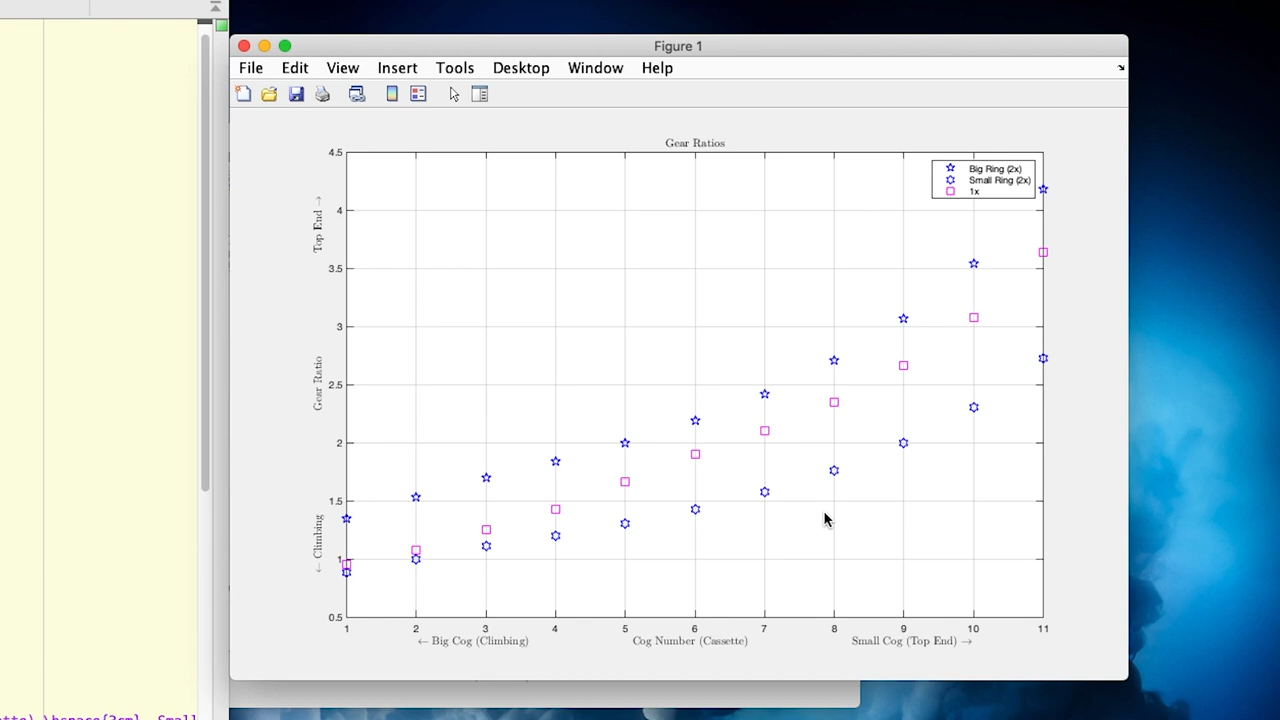 Figure 1
File Edit View Insert Tools Desktop Window Help
Gear Ratios
Big Ring (2x)
Small Ring (2x)
1x
4.5
4
3.5
3
2.5
2
1.5
1
0.5
Top End →
Gear Ratio
← Climbing
1 2 3 4 5 6 7 8 9 10 11
← Big Cog (Climbing) Cog Number (Cassette) Small Cog (Top End) →
\hspace{3cm} Small